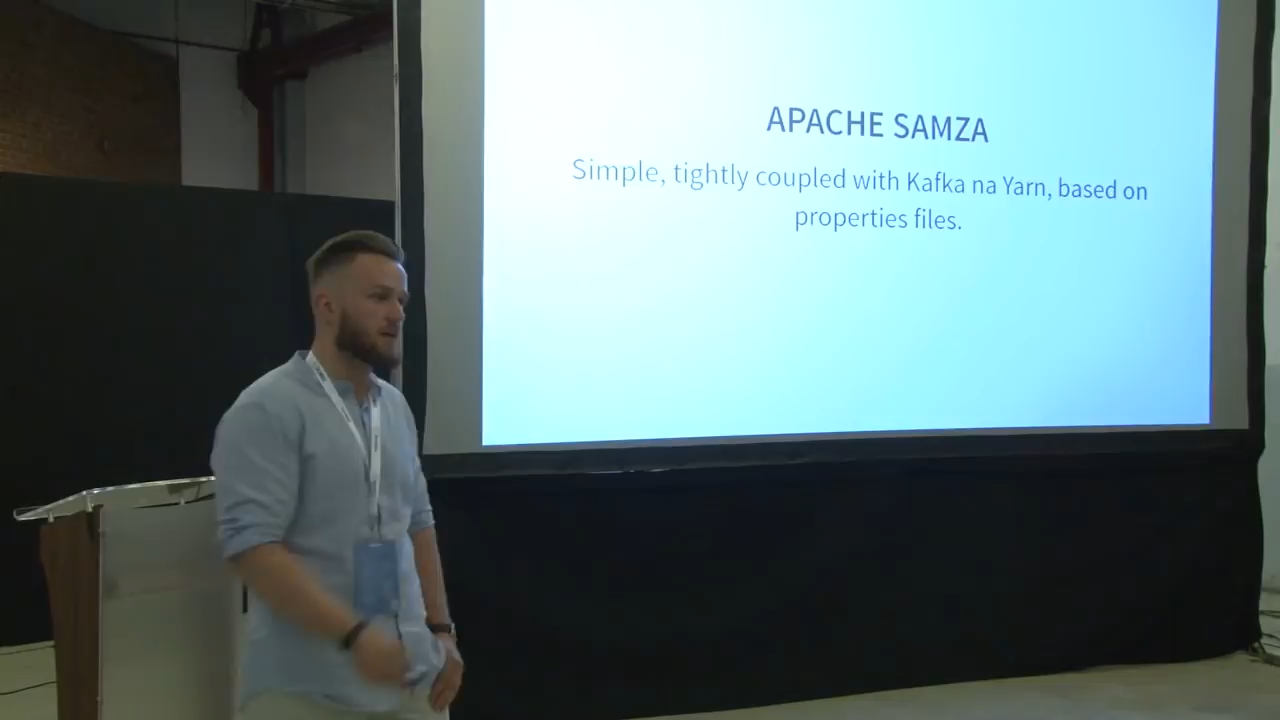 APACHE SAMZA
Simple, tightly coupled with Kafka na Yarn, based on
properties files.